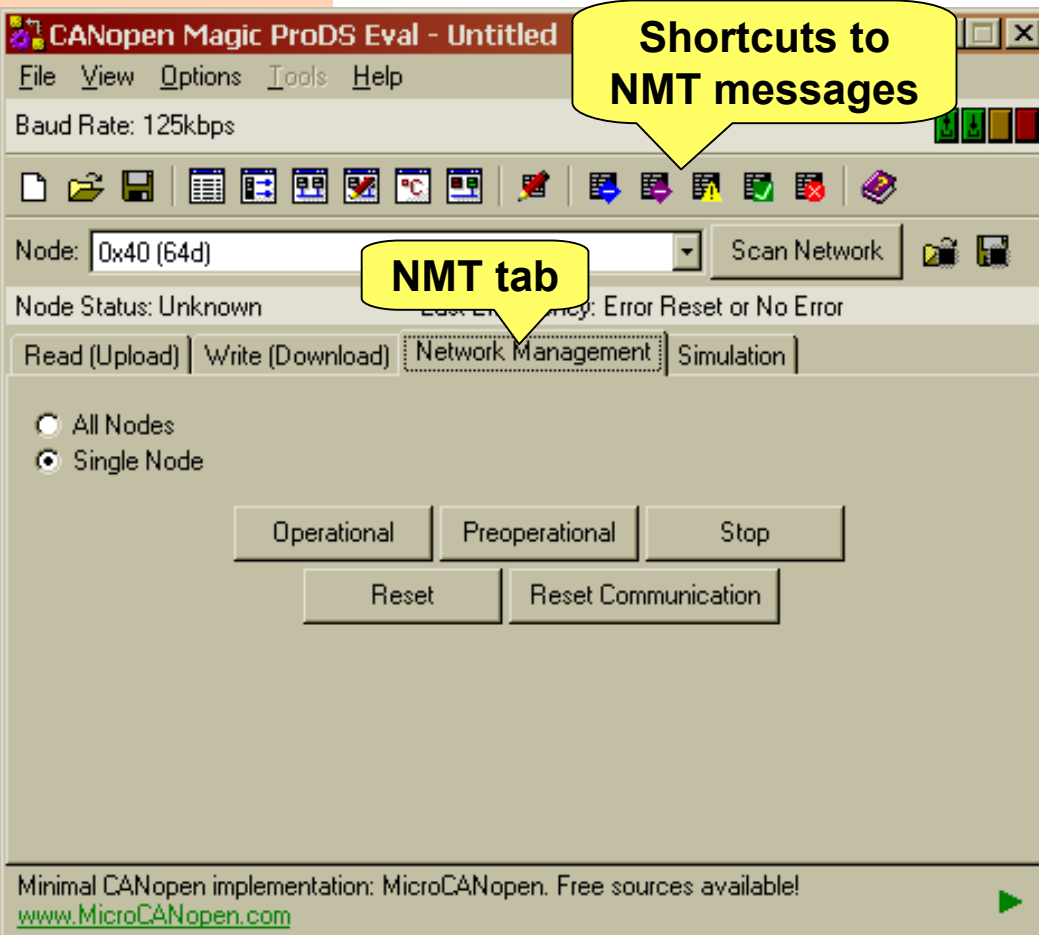 CANopen Magic ProDS Eval - Untitled
Shortcuts to
NMT messages
File View Options Tools Help
Baud Rate: 125kbps
°C
Node: 0x40 (64d)
Scan Network
NMT tab
Node Status: Unknown
Error Reset or No Error
Read (Upload)
Write (Download)
Network Management
Simulation
All Nodes
Single Node
Operational
Preoperational
Stop
Reset
Reset Communication
Minimal CANopen implementation: MicroCANopen. Free sources available!
www.MicroCANopen.com